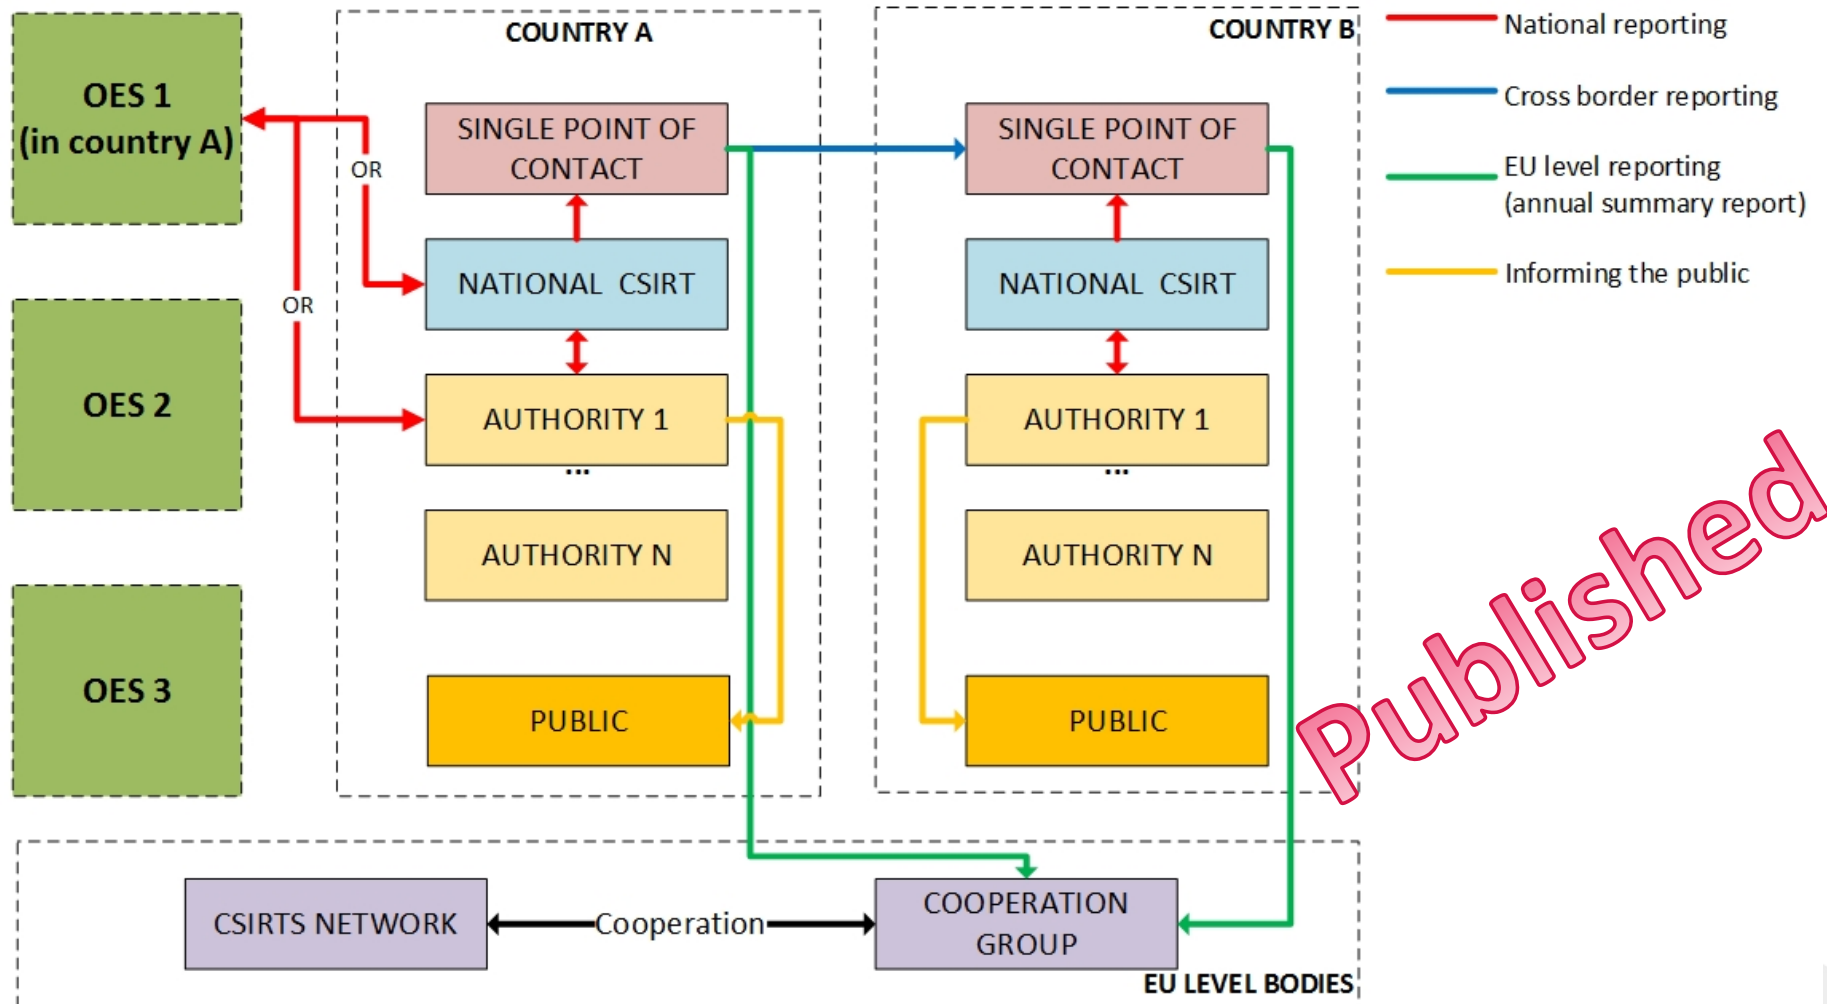 OES 1
(in country A)
OES 2
OES 3
OR
OR
COUNTRY A
SINGLE POINT OF
CONTACT
NATIONAL CSIRT
AUTHORITY 1
...
AUTHORITY N
PUBLIC
COUNTRY B
SINGLE POINT OF
CONTACT
NATIONAL CSIRT
AUTHORITY 1
...
AUTHORITY N
PUBLIC
National reporting
Cross border reporting
EU level reporting
(annual summary report)
Informing the public
Published
CSIRTS NETWORK
Cooperation
COOPERATION
GROUP
EU LEVEL BODIES